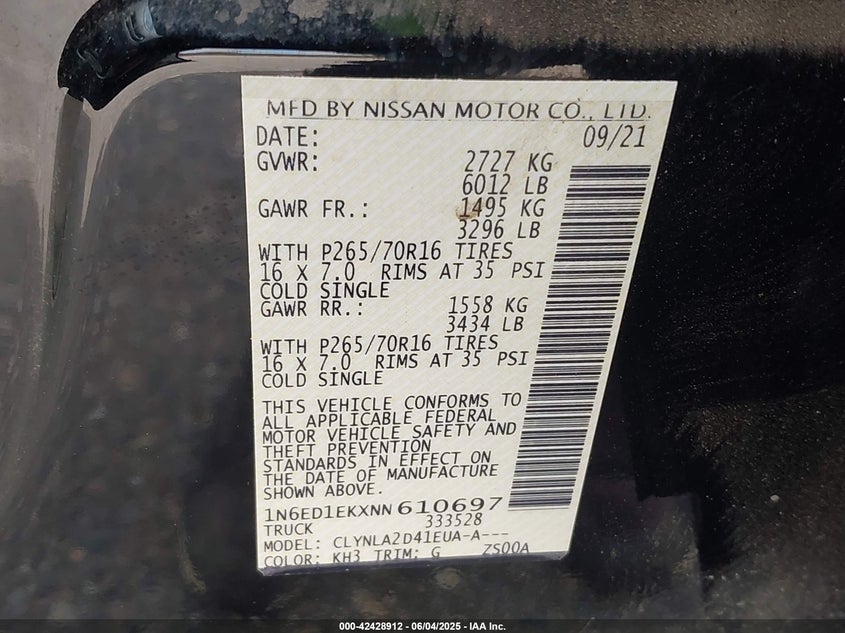 MFD BY NISSAN MOTOR CO., LTD.
DATE: 09/21
GVWR: 2727 KG
6012 LB
GAWR FR.: 1495 KG
3296 LB
WITH P265/70R16 TIRES
16 X 7.0 RIMS AT 35 PSI
COLD SINGLE
GAWR RR.: 1558 KG
3434 LB
WITH P265/70R16 TIRES
16 X 7.0 RIMS AT 35 PSI
COLD SINGLE
THIS VEHICLE CONFORMS TO
ALL APPLICABLE FEDERAL
MOTOR VEHICLE SAFETY AND
THEFT PREVENTION
STANDARDS IN EFFECT ON
THE DATE OF MANUFACTURE
SHOWN ABOVE.
1N6ED1EKXNN 610697
TRUCK 333528
MODEL: CLYNLA2D41EUA-A---
COLOR: KH3 TRIM: G ZS00A
000-42428912 - 06/04/2025 - IAA Inc.